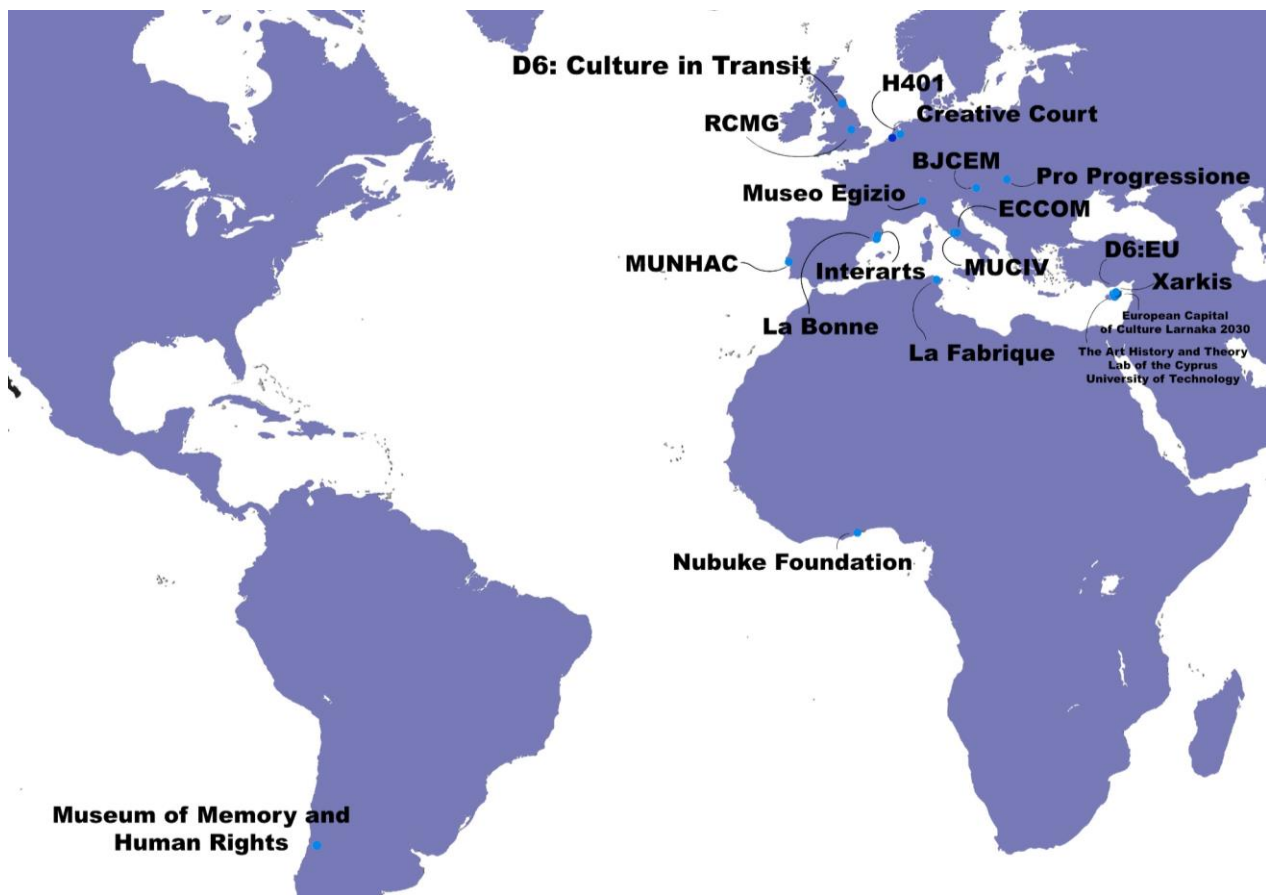 D6: Culture in Transit
H401
Creative Court
RCMG
BJCEM
Pro Progressione
Museo Egizio
ECCOM
D6:EU
MUNHAC
Interarts
MUCIV
Xarkis
La Bonne
European Capital
of Culture Larnaka 2030
La Fabrique
The Art History and Theory
Lab of the Cyprus
University of Technology
Nubuke Foundation
Museum of Memory and
Human Rights